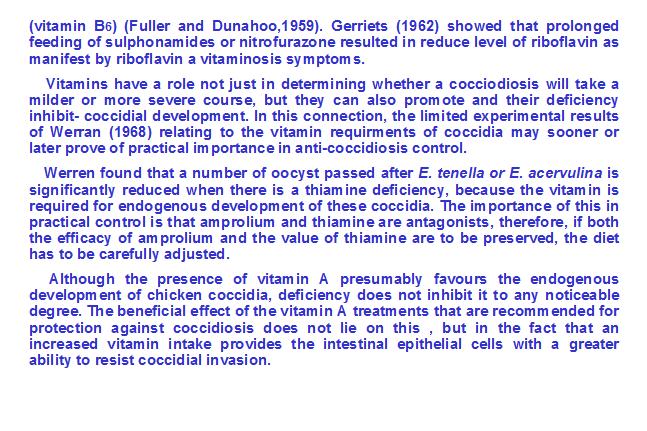 (vitamin B6) (Fuller and Dunahoo,1959). Gerriets (1962) showed that prolonged
feeding of sulphonamides or nitrofurazone resulted in reduce level of riboflavin as
manifest by riboflavin a vitaminosis symptoms.
Vitamins have a role not just in determining whether a cocciodiosis will take a
milder or more severe course, but they can also promote and their deficiency
inhibit- coccidial development. In this connection, the limited experimental results
of Werran (1968) relating to the vitamin requirments of coccidia may sooner or
later prove of practical importance in anti-coccidiosis control.
Werren found that a number of oocyst passed after E. tenella or E. acervulina is
significantly reduced when there is a thiamine deficiency, because the vitamin is
required for endogenous development of these coccidia. The importance of this in
practical control is that amprolium and thiamine are antagonists, therefore, if both
the efficacy of amprolium and the value of thiamine are to be preserved, the diet
has to be carefully adjusted.
Although the presence of vitamin A presumably favours the endogenous
development of chicken coccidia, deficiency does not inhibit it to any noticeable
degree. The beneficial effect of the vitamin A treatments that are recommended for
protection against coccidiosis does not lie on this , but in the fact that an
increased vitamin intake provides the intestinal epithelial cells with a greater
ability to resist coccidial invasion.